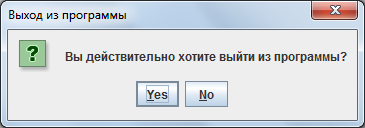 Выход из программы
Вы действительно хотите выйти из программы?
Yes No